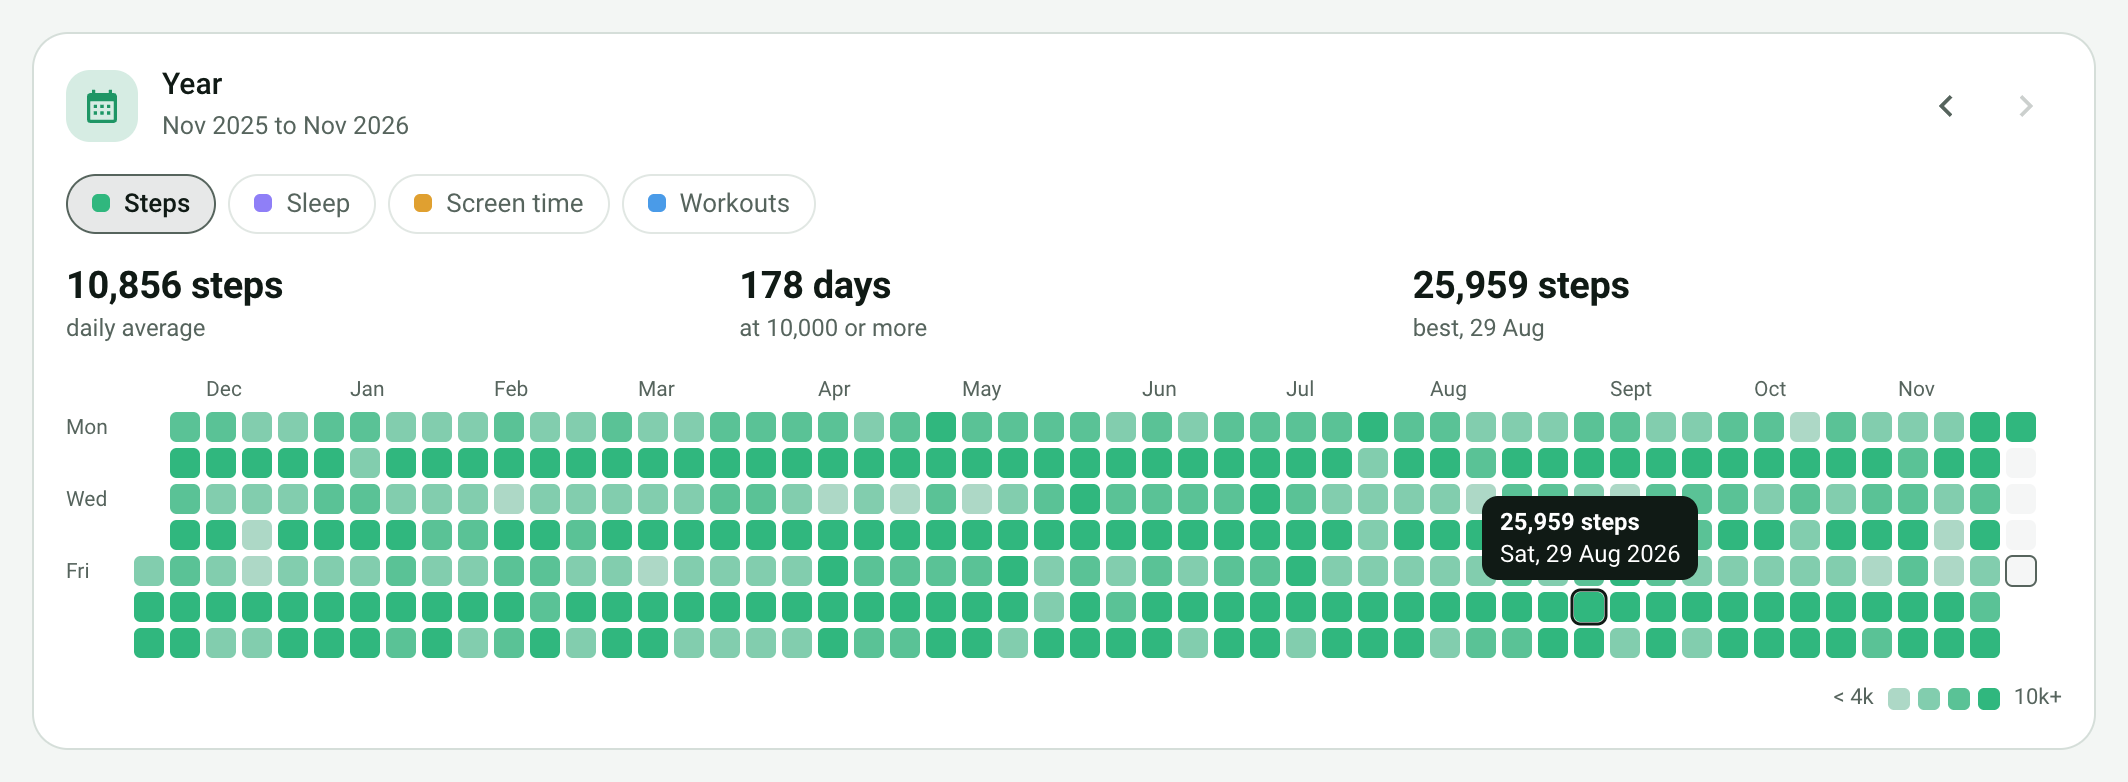 Year
Nov 2025 to Nov 2026
Steps
Sleep
Screen time
Workouts
10,856 steps
daily average
178 days
at 10,000 or more
25,959 steps
best, 29 Aug
Dec Jan Feb Mar Apr May Jun Jul Aug Sept Oct Nov
Mon
Wed
Fri
25,959 steps
Sat, 29 Aug 2026
< 4k
10k+